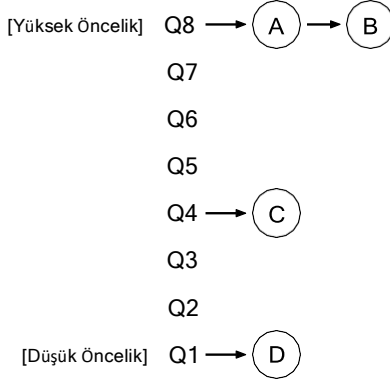 [Yüksek Öncelik] Q8 A B
Q7
Q6
Q5
Q4 C
Q3
Q2
[Düşük Öncelik] Q1 D